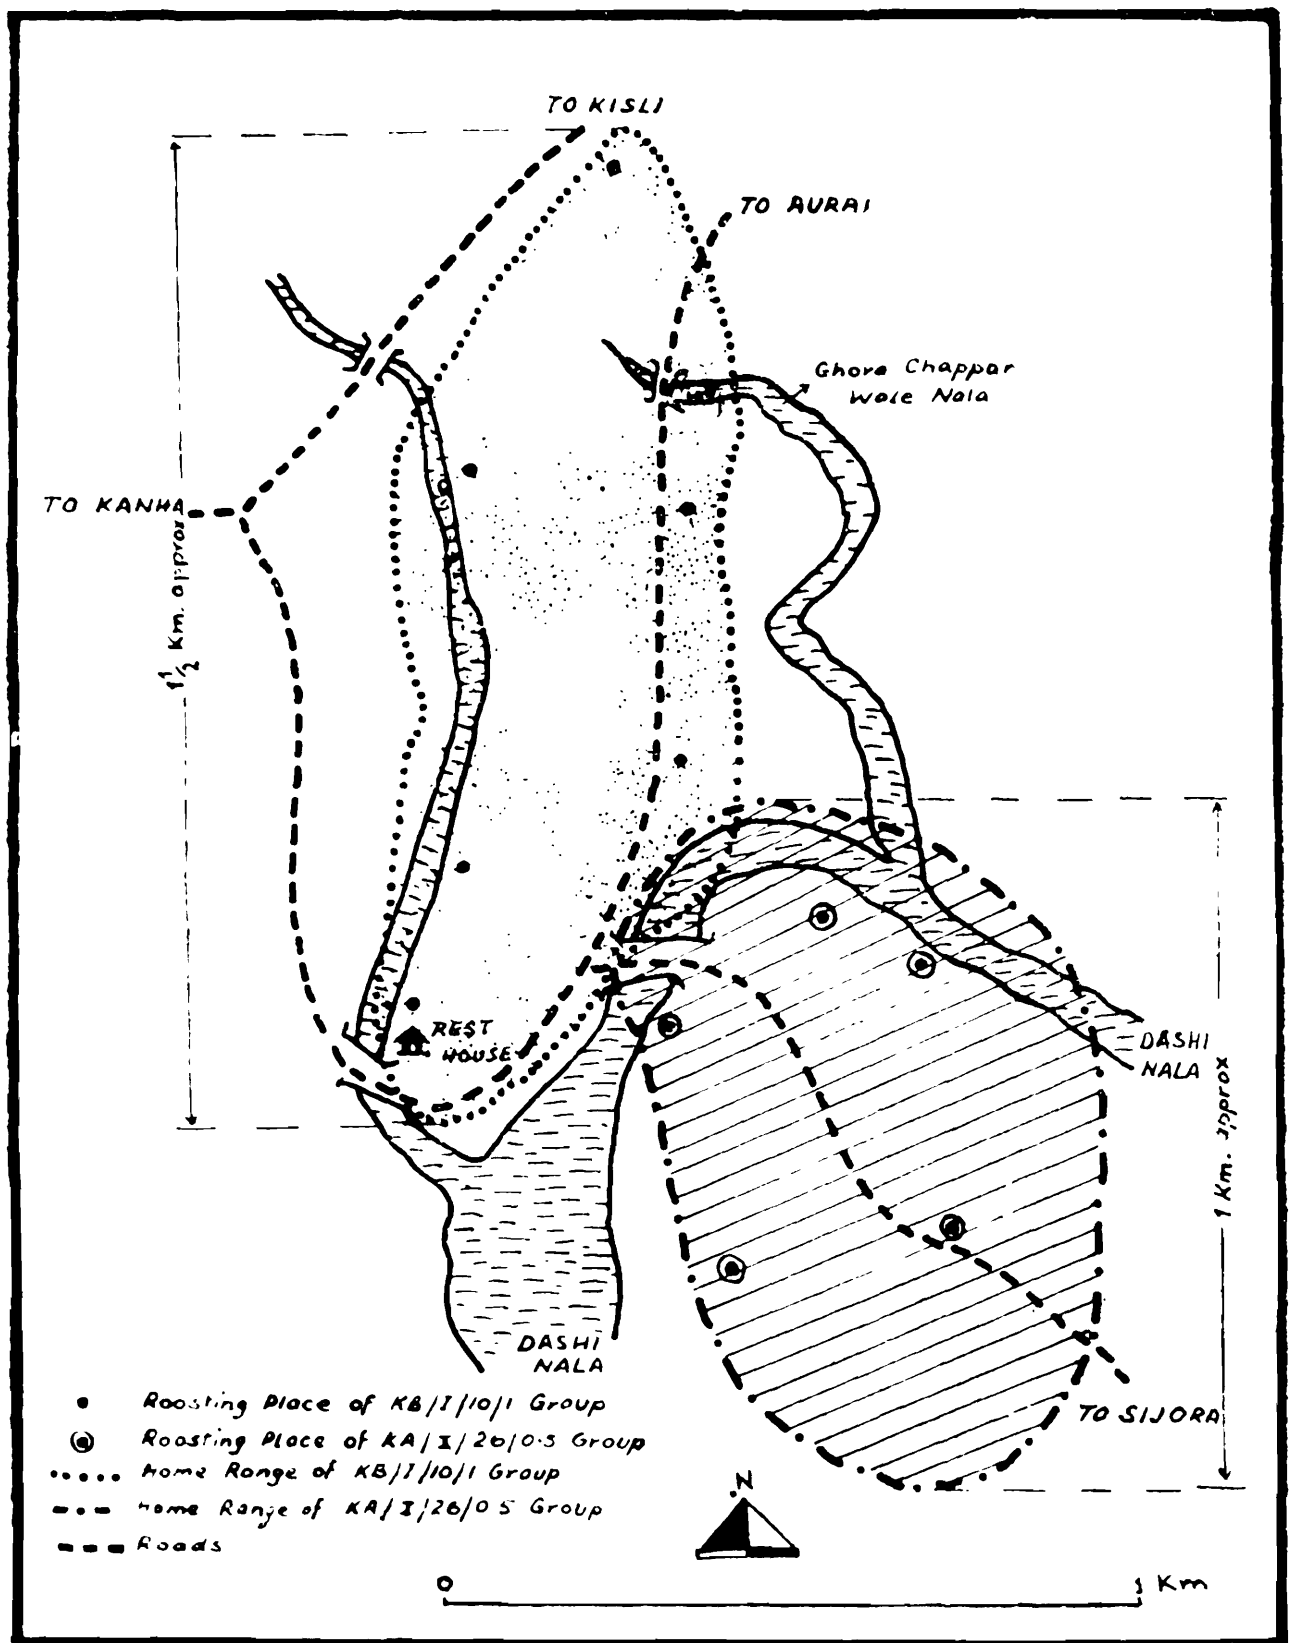 TO KISLI
TO AURAI
Ghora Chappar
Wale Nala
TO KANHA
1 1/2 Km. approx
REST
HOUSE
DASHI
NALA
1 Km. approx
DASHI
NALA
TO SIJORA
Roosting Place of KB/I/10/1 Group
Roosting Place of KA/I/26/0.5 Group
Home Range of KB/I/10/1 Group
Home Range of KA/I/26/0 5 Group
Roads
N
0 1 Km